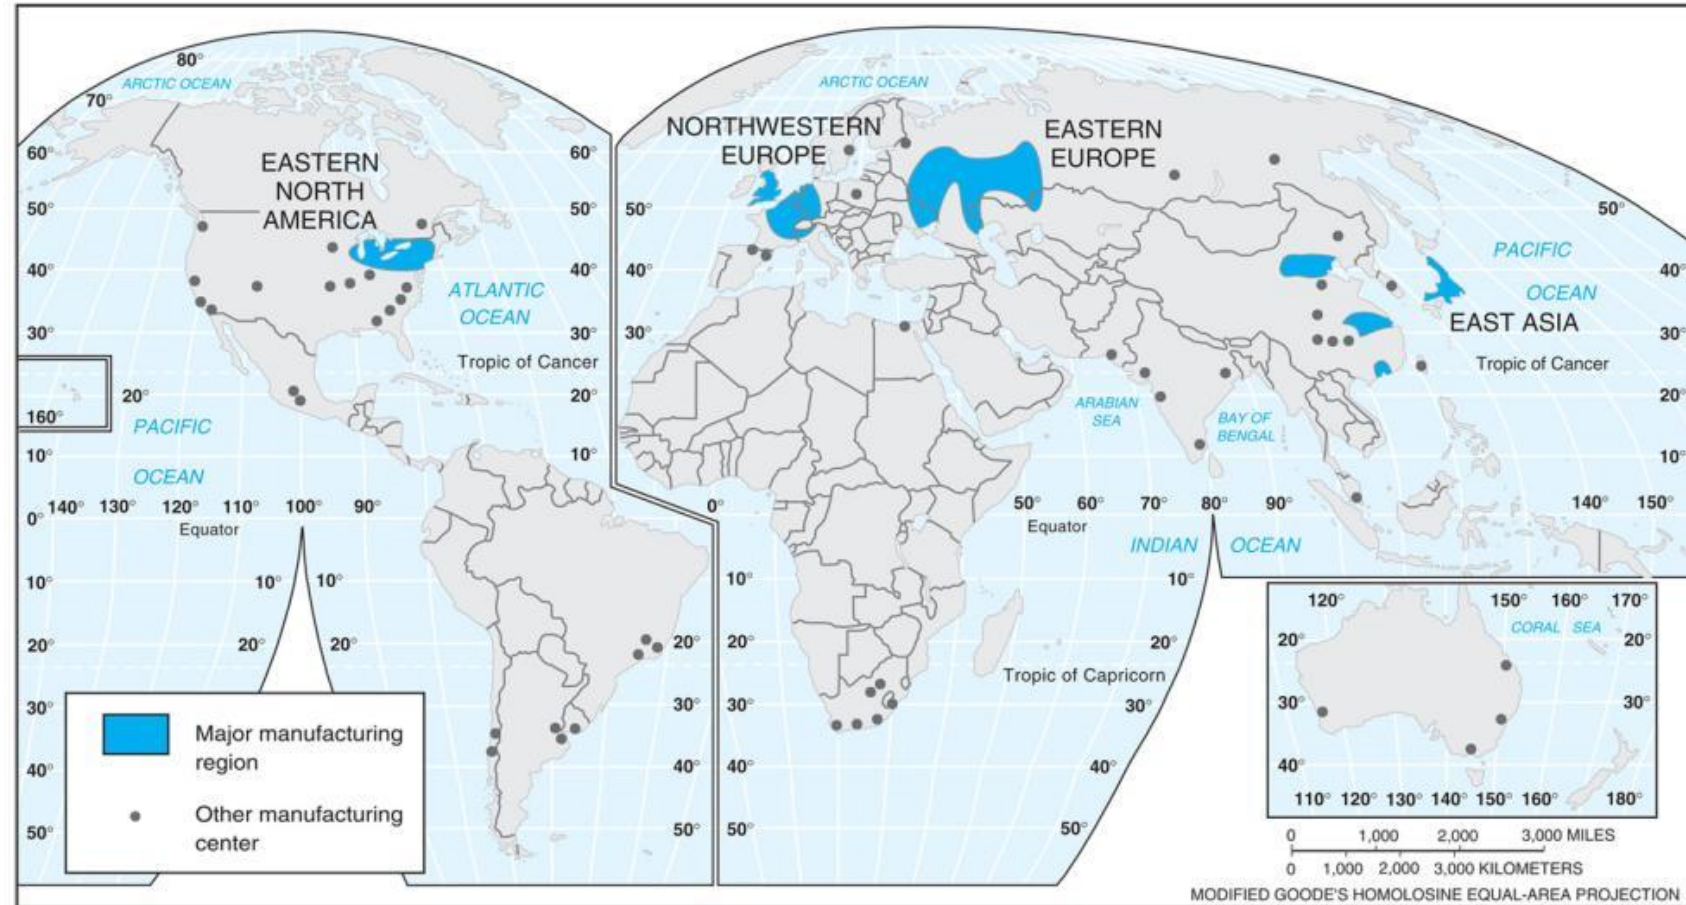 80°
ARCTIC OCEAN
70°
60°
60°
EASTERN
NORTH
AMERICA
50°
50°
40°
40°
ATLANTIC
OCEAN
30°
30°
Tropic of Cancer
160°
20°
20°
PACIFIC
OCEAN
10°
10°
140° 130° 120° 110° 100° 90°
0°
Equator
10°
10° 10°
20°
20° 20°
20°
30°
30°
40°
40°
50°
50°
Major manufacturing
region
Other manufacturing
center
ARCTIC OCEAN
NORTHWESTERN
EUROPE
EASTERN
EUROPE
50°
50°
PACIFIC
OCEAN
40°
40°
EAST ASIA
30°
30°
Tropic of Cancer
20°
ARABIAN
SEA
BAY OF
BENGAL
10°
0° 50° 60° 70° 80° 90° 140° 150°
Equator
INDIAN OCEAN
10°
10°
20°
20°
Tropic of Capricorn
30°
30°
40°
40°
50°
50°
120° 150° 160° 170°
CORAL SEA
20°
20°
30°
30°
40°
110° 120° 130° 140° 150° 160° 180°
0 1,000 2,000 3,000 MILES
0 1,000 2,000 3,000 KILOMETERS
MODIFIED GOODE'S HOMOLOSINE EQUAL-AREA PROJECTION